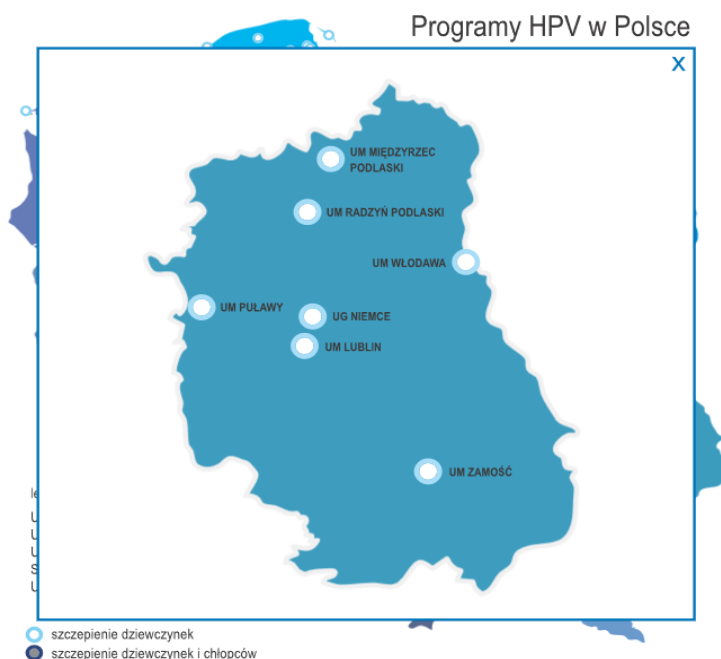 Programy HPV w Polsce
X
UM MIĘDZYRZEC
PODLASKI
UM RADZYŃ PODLASKI
UM WŁODAWA
UM PUŁAWY
UG NIEMCE
UM LUBLIN
UM ZAMOŚĆ
szczepienie dziewczynek
szczepienie dziewczynek i chłopców